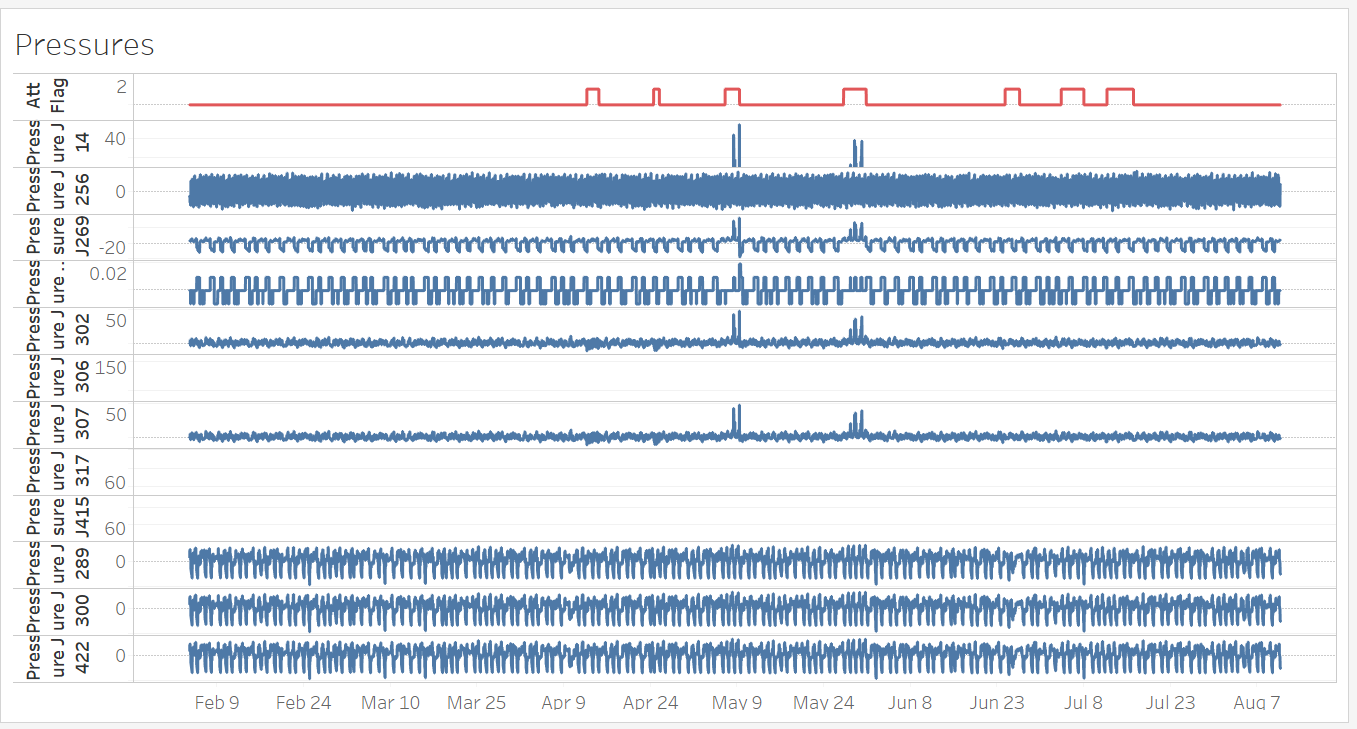 Pressures
Att Flag
2
Press ure J 14
40
Press ure J 256
0
Pres sure J269
-20
Press ure ..
0.02
Press ure J 302
50
Press ure J 306
150
Press ure J 307
50
Press ure J 317
60
Pres sure J415
60
Press ure J 289
0
Press ure J 300
0
Press ure J 422
0
Feb 9 Feb 24 Mar 10 Mar 25 Apr 9 Apr 24 May 9 May 24 Jun 8 Jun 23 Jul 8 Jul 23 Aug 7